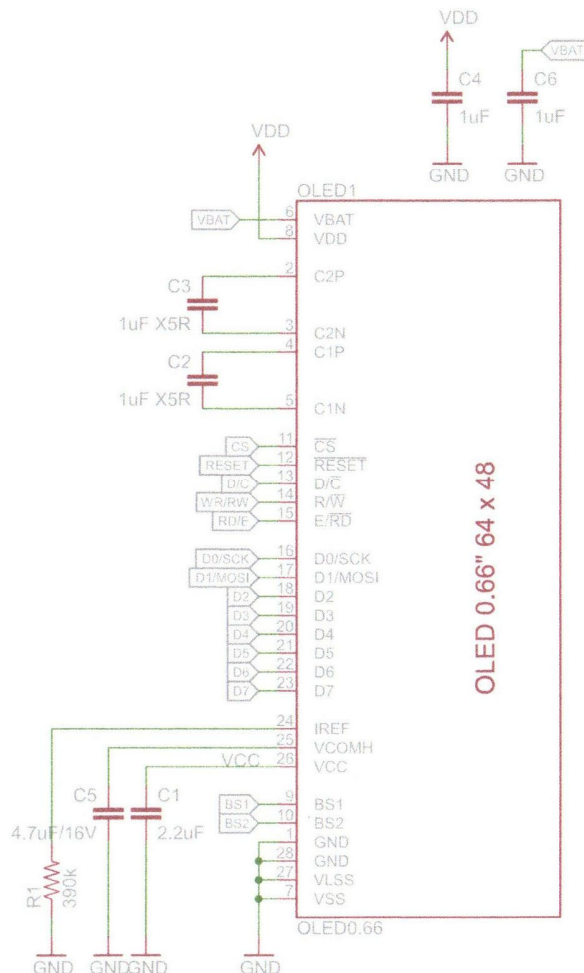 VDD
C4
1uF
GND
VBAT
C6
1uF
GND
VDD
OLED1
VBAT
6
VBAT
8
VDD
2
C2P
C3
1uF X5R
3
C2N
4
C1P
C2
1uF X5R
5
C1N
CS
11
CS
RESET
12
RESET
D/C
13
D/C
WR/RW
14
R/W
RD/E
15
E/RD
D0/SCK
16
D0/SCK
D1/MOSI
17
D1/MOSI
D2
18
D2
D3
19
D3
D4
20
D4
D5
21
D5
D6
22
D6
D7
23
D7
OLED 0.66" 64 x 48
24
IREF
25
VCOMH
VCC
26
VCC
C5
4.7uF/16V
C1
2.2uF
BS1
9
BS1
BS2
10
BS2
1
GND
28
GND
27
VLSS
7
VSS
R1
390k
OLED0.66
GND
GND
GND
GND